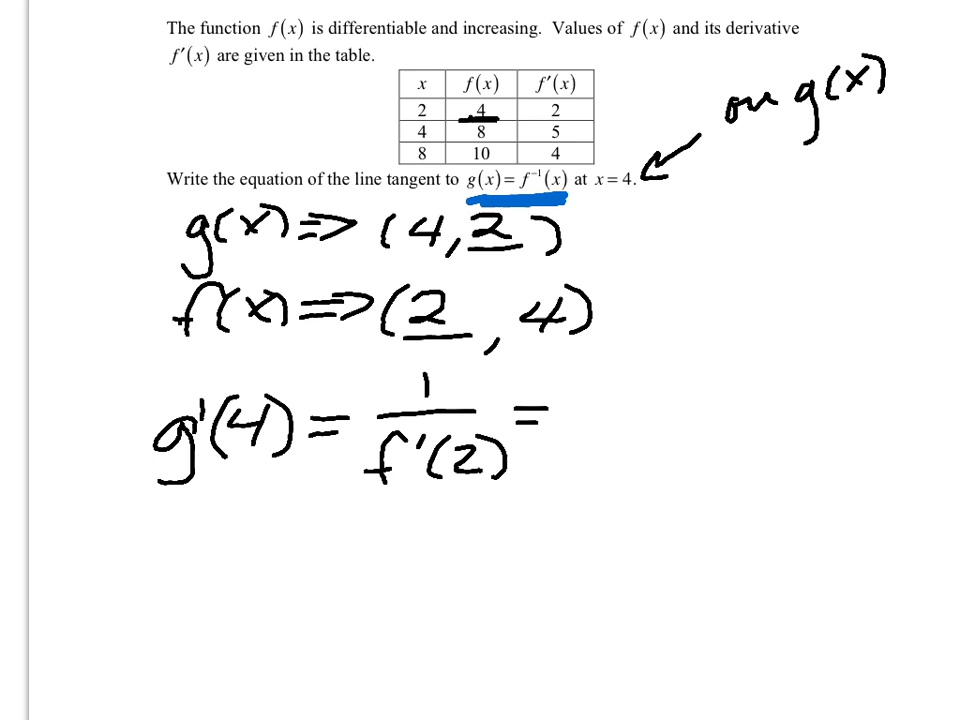 The function f(x) is differentiable and increasing. Values of f(x) and its derivative
f′(x) are given in the table.
x f(x) f′(x)
2 4 2
4 8 5
8 10 4
on g(x)
Write the equation of the line tangent to g(x) = f⁻¹(x) at x = 4.
g(x) ⇒ (4, 2)
f(x) ⇒ (2, 4)
g'(4) = 1/f'(2) =